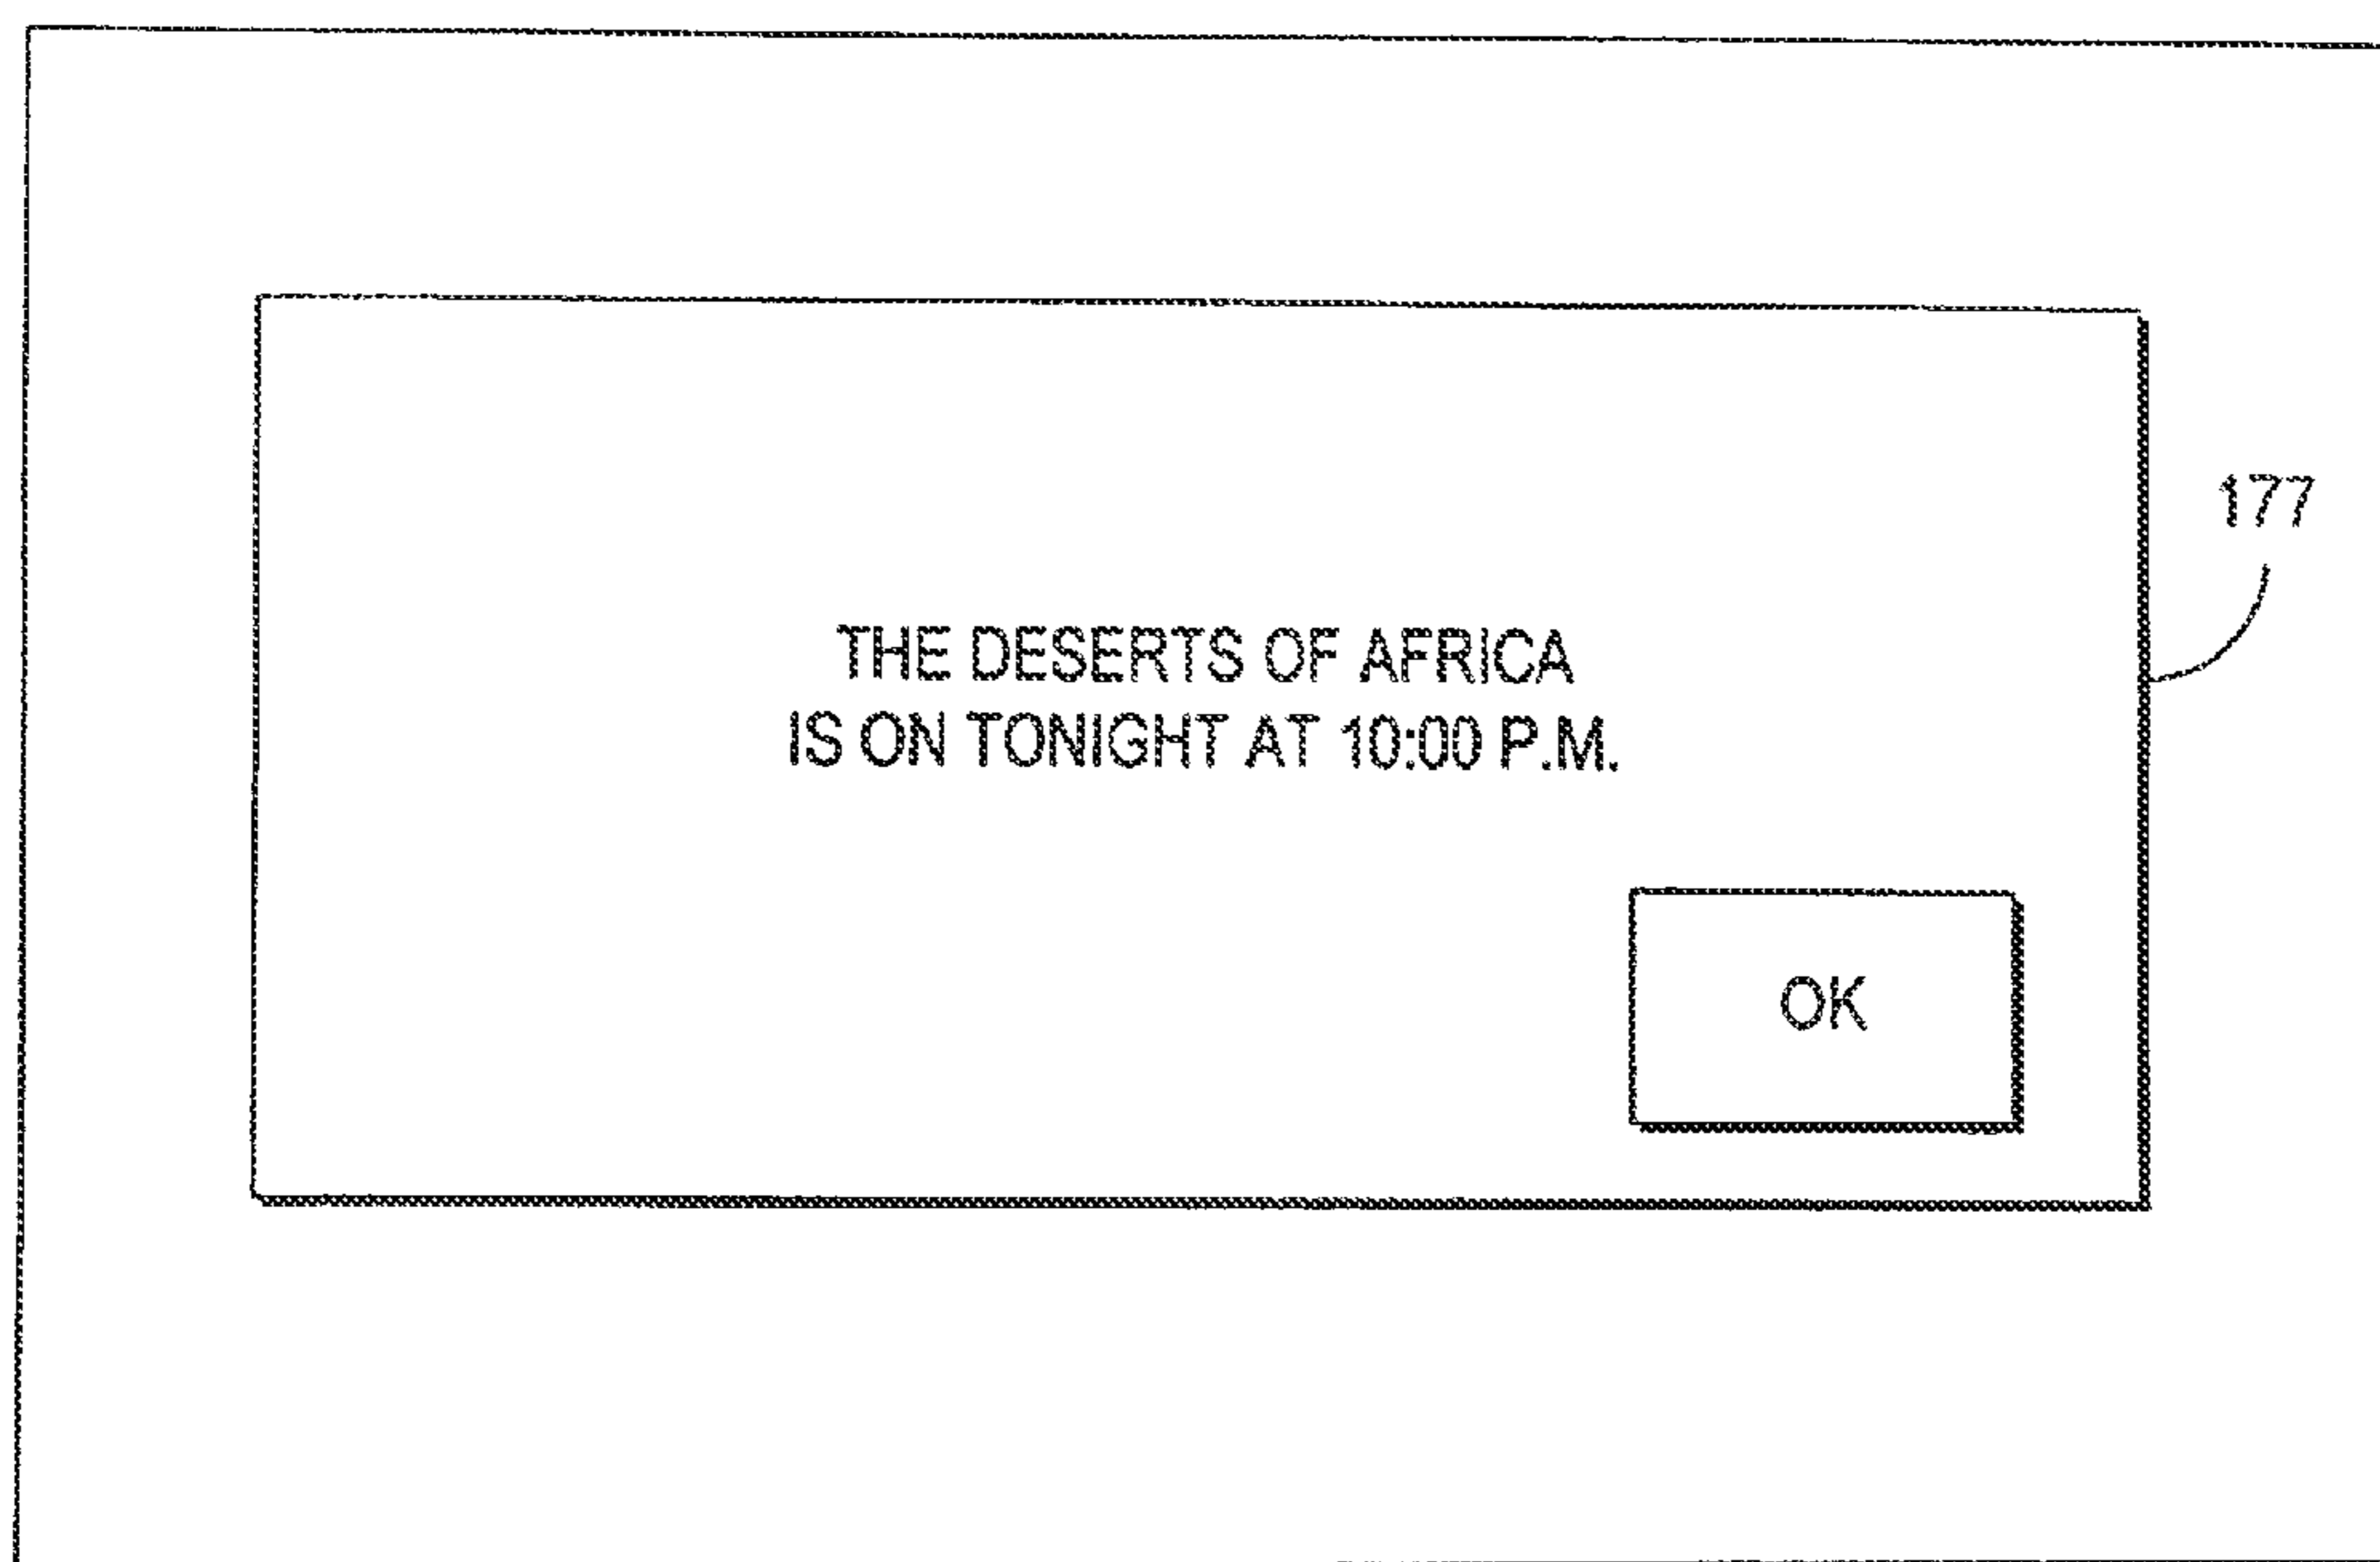 177
THE DESERTS OF AFRICA
IS ON TONIGHT AT 10:00 P.M.
OK